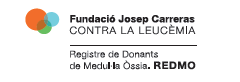 Fundació Josep Carreras
CONTRA LA LEUCÈMIA
Registre de Donants
de Medul·la Òssia. REDMO